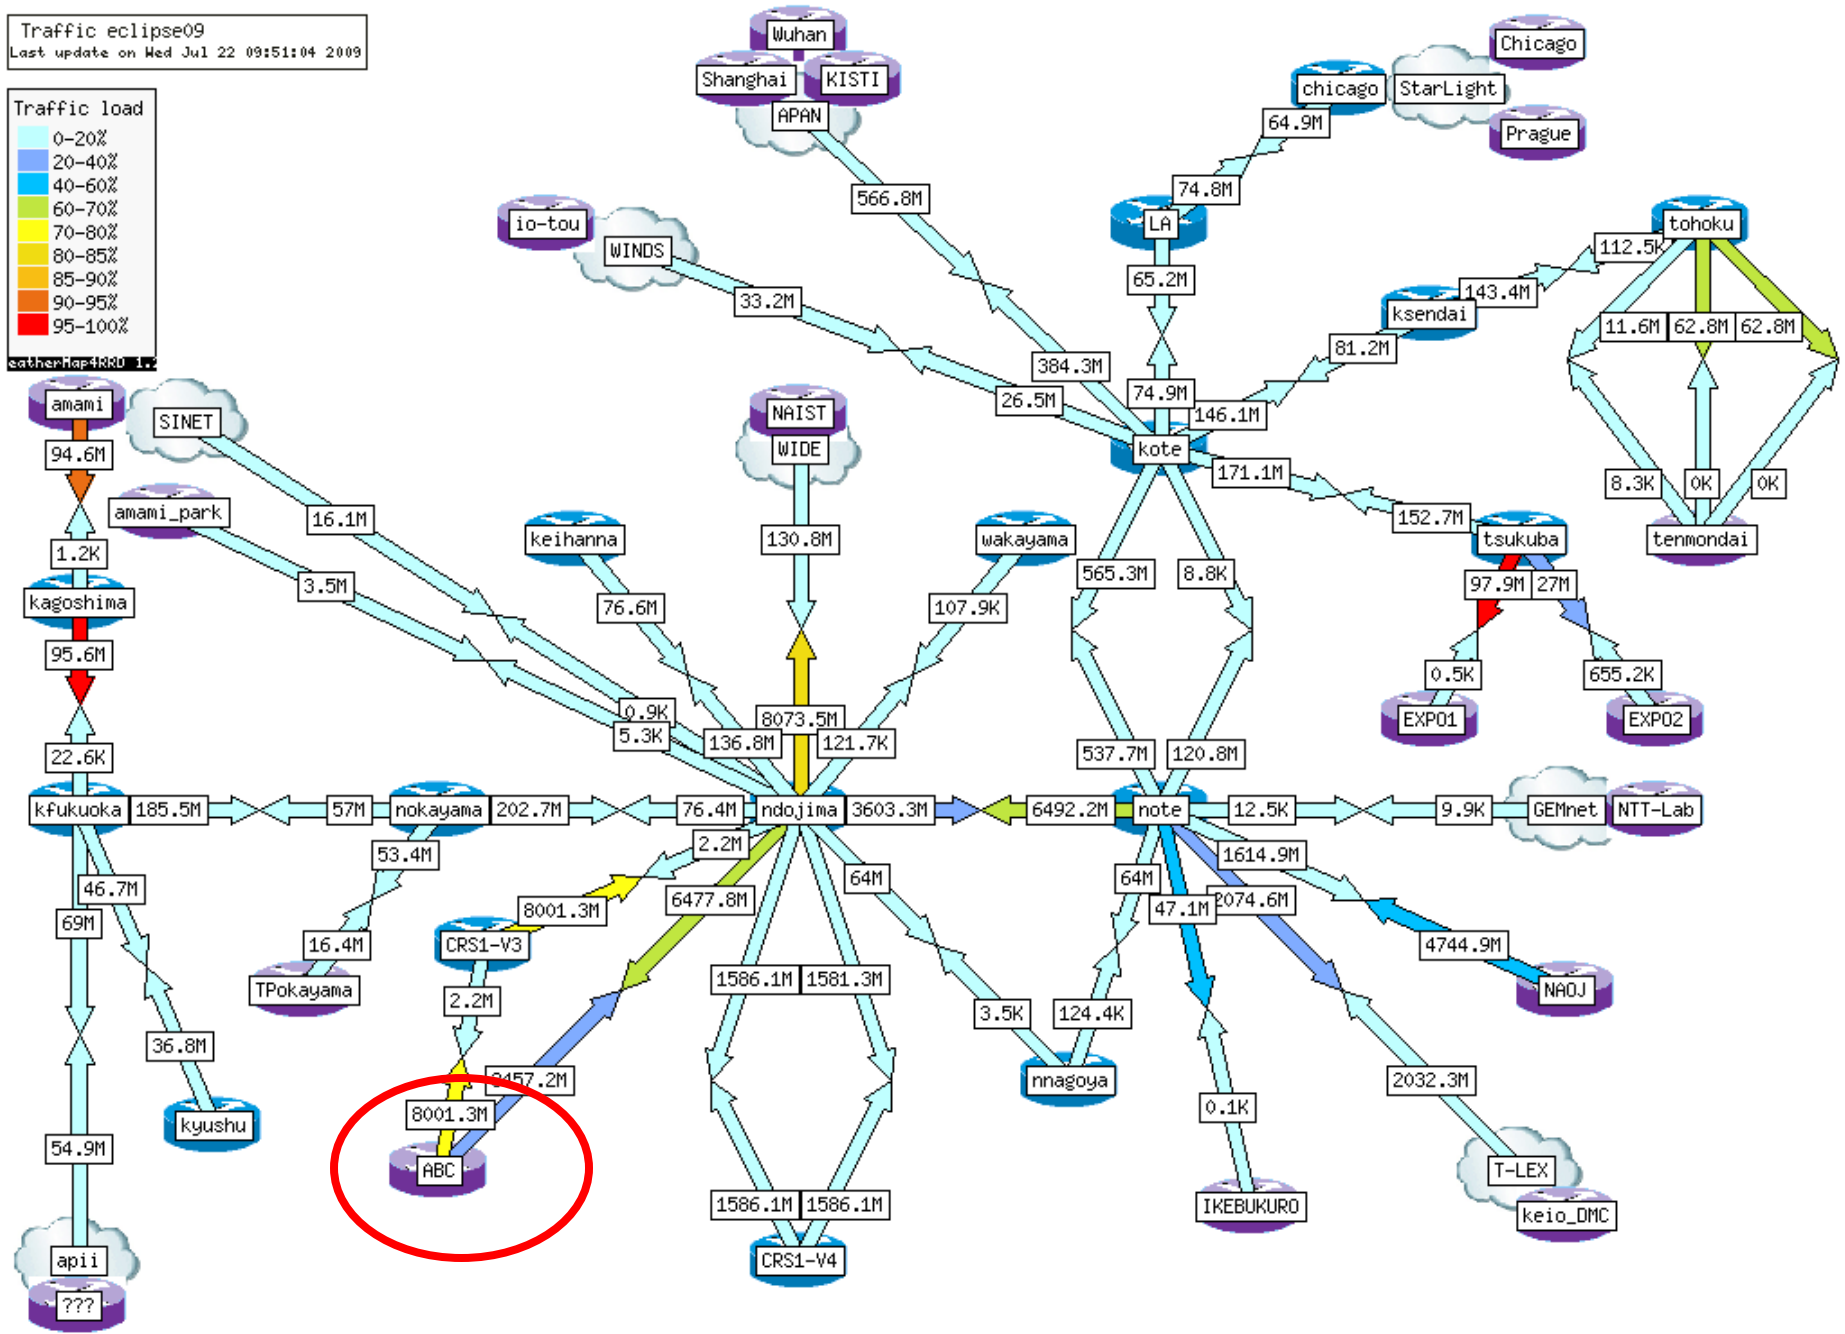 Traffic eclipse09
Last update on Wed Jul 22 09:51:04 2009
Traffic load
0-20%
20-40%
40-60%
60-70%
70-80%
80-85%
85-90%
90-95%
95-100%
eatherMap4RRD 1.
Wuhan
Shanghai
KISTI
APAN
566.8M
Chicago
chicago
StarLight
Prague
64.9M
74.8M
LA
65.2M
io-tou
WINDS
33.2M
tohoku
112.5K
143.4M
ksendai
81.2M
11.6M
62.8M
62.8M
384.3M
74.9M
146.1M
26.5M
kote
171.1M
152.7M
8.3K
0K
0K
tenmondai
tsukuba
97.9M
27M
0.5K
655.2K
EXPO1
EXPO2
amami
94.6M
SINET
amami_park
16.1M
3.5M
1.2K
kagoshima
95.6M
22.6K
NAIST
WIDE
130.8M
keihanna
76.6M
wakayama
107.9K
565.3M
8.8K
0.9K
5.3K
136.8M
8073.5M
121.7K
537.7M
120.8M
kfukuoka
185.5M
57M
nokayama
202.7M
76.4M
ndojima
3603.3M
6492.2M
note
12.5K
9.9K
GEMnet
NTT-Lab
53.4M
2.2M
46.7M
69M
16.4M
TPokayama
8001.3M
CRS1-V3
6477.8M
64M
64M
47.1M
2074.6M
1614.9M
4744.9M
NAOJ
36.8M
kyushu
54.9M
2.2M
457.2M
8001.3M
ABC
1586.1M
1581.3M
3.5K
124.4K
nnagoya
0.1K
2032.3M
IKEBUKURO
T-LEX
keio_DMC
1586.1M
1586.1M
CRS1-V4
apii
???